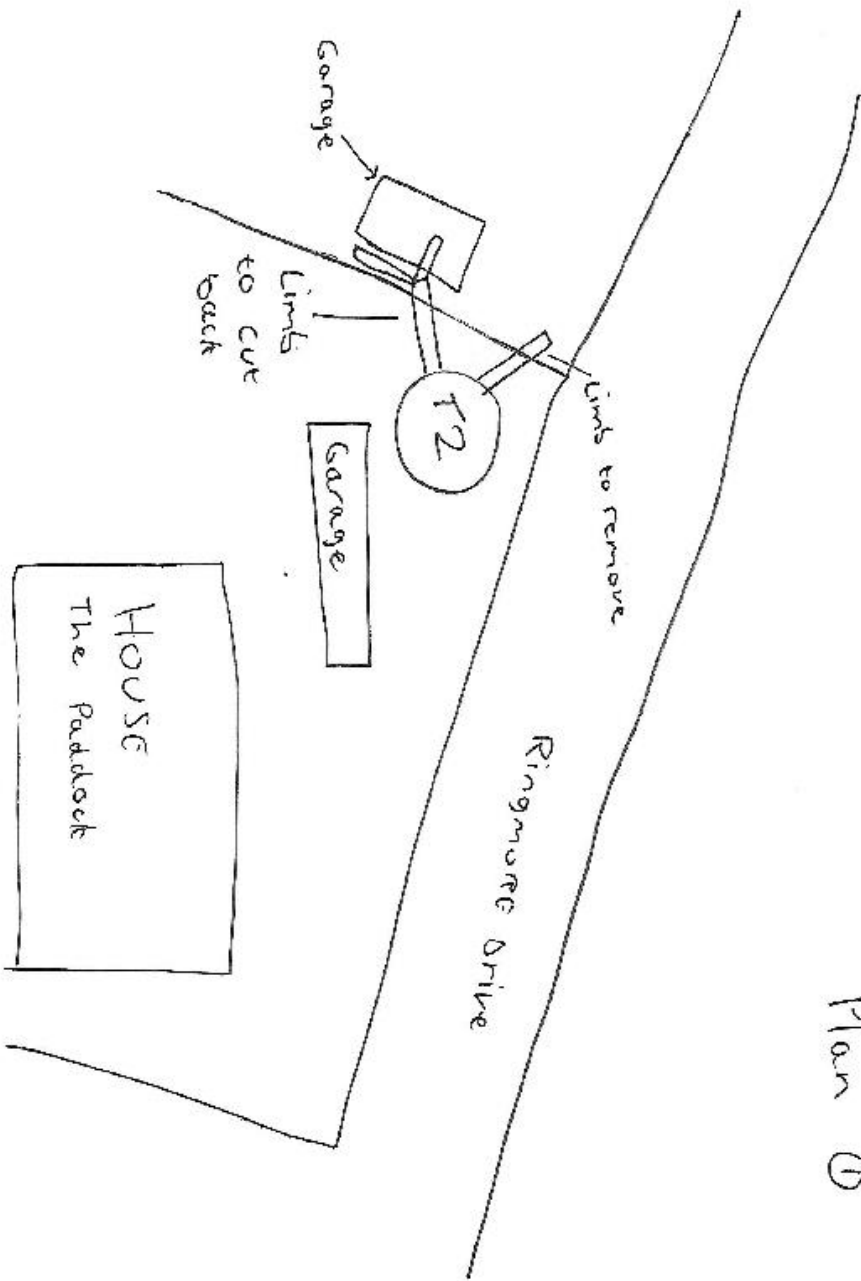 Plan ①
Ringmore Drive
Limb to remove
Garage
Limb
to cut
back
T2
Garage
HOUSE
The Paddock